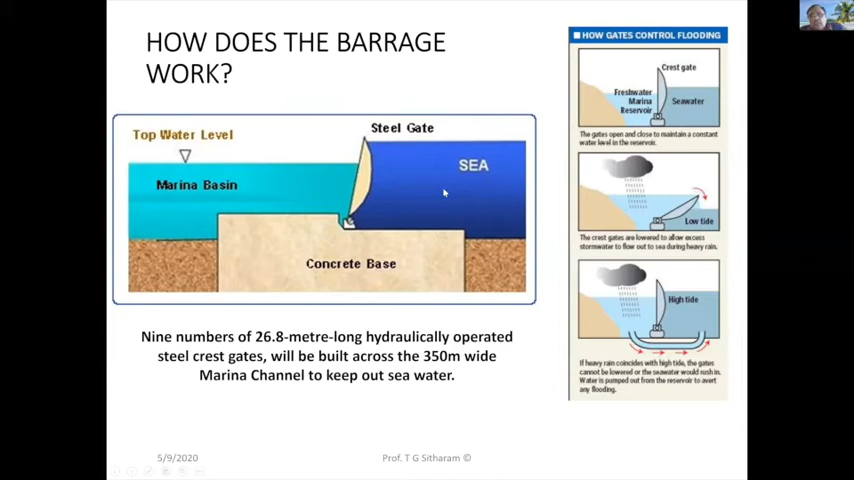 HOW DOES THE BARRAGE
WORK?
Top Water Level
Steel Gate
SEA
Marina Basin
Concrete Base
Nine numbers of 26.8-metre-long hydraulically operated
steel crest gates, will be built across the 350m wide
Marina Channel to keep out sea water.
HOW GATES CONTROL FLOODING
Crest gate
Freshwater
Marina
Reservoir
Seawater
The gates open and close to maintain a constant
water level in the reservoir.
Low tide
The crest gates are lowered to allow excess
stormwater to flow out to sea during heavy rain.
High tide
If heavy rain coincides with high tide, the gates
cannot be lowered or the seawater would rush in.
Water is pumped out from the reservoir to avert
any flooding.
5/9/2020
Prof. T G Sitharam ©